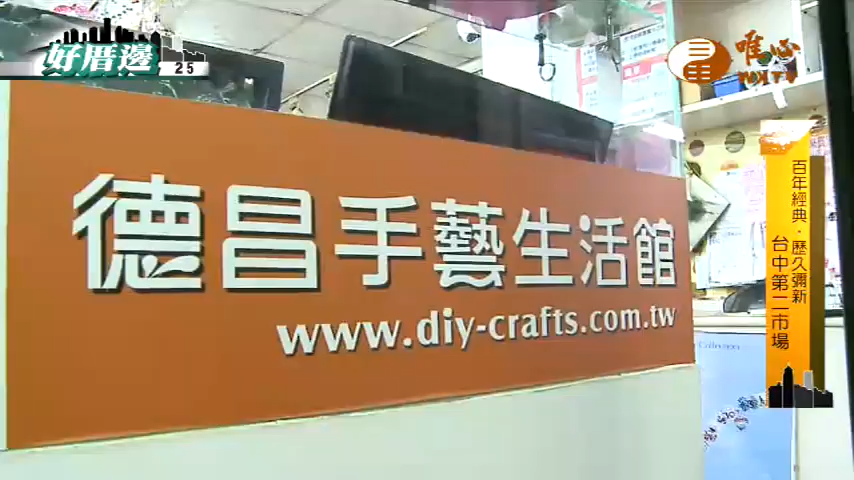 好厝邊
25
唯心
百年經典・歷久彌新
台中第二市場
德昌手藝生活館
www.diy-crafts.com.tw